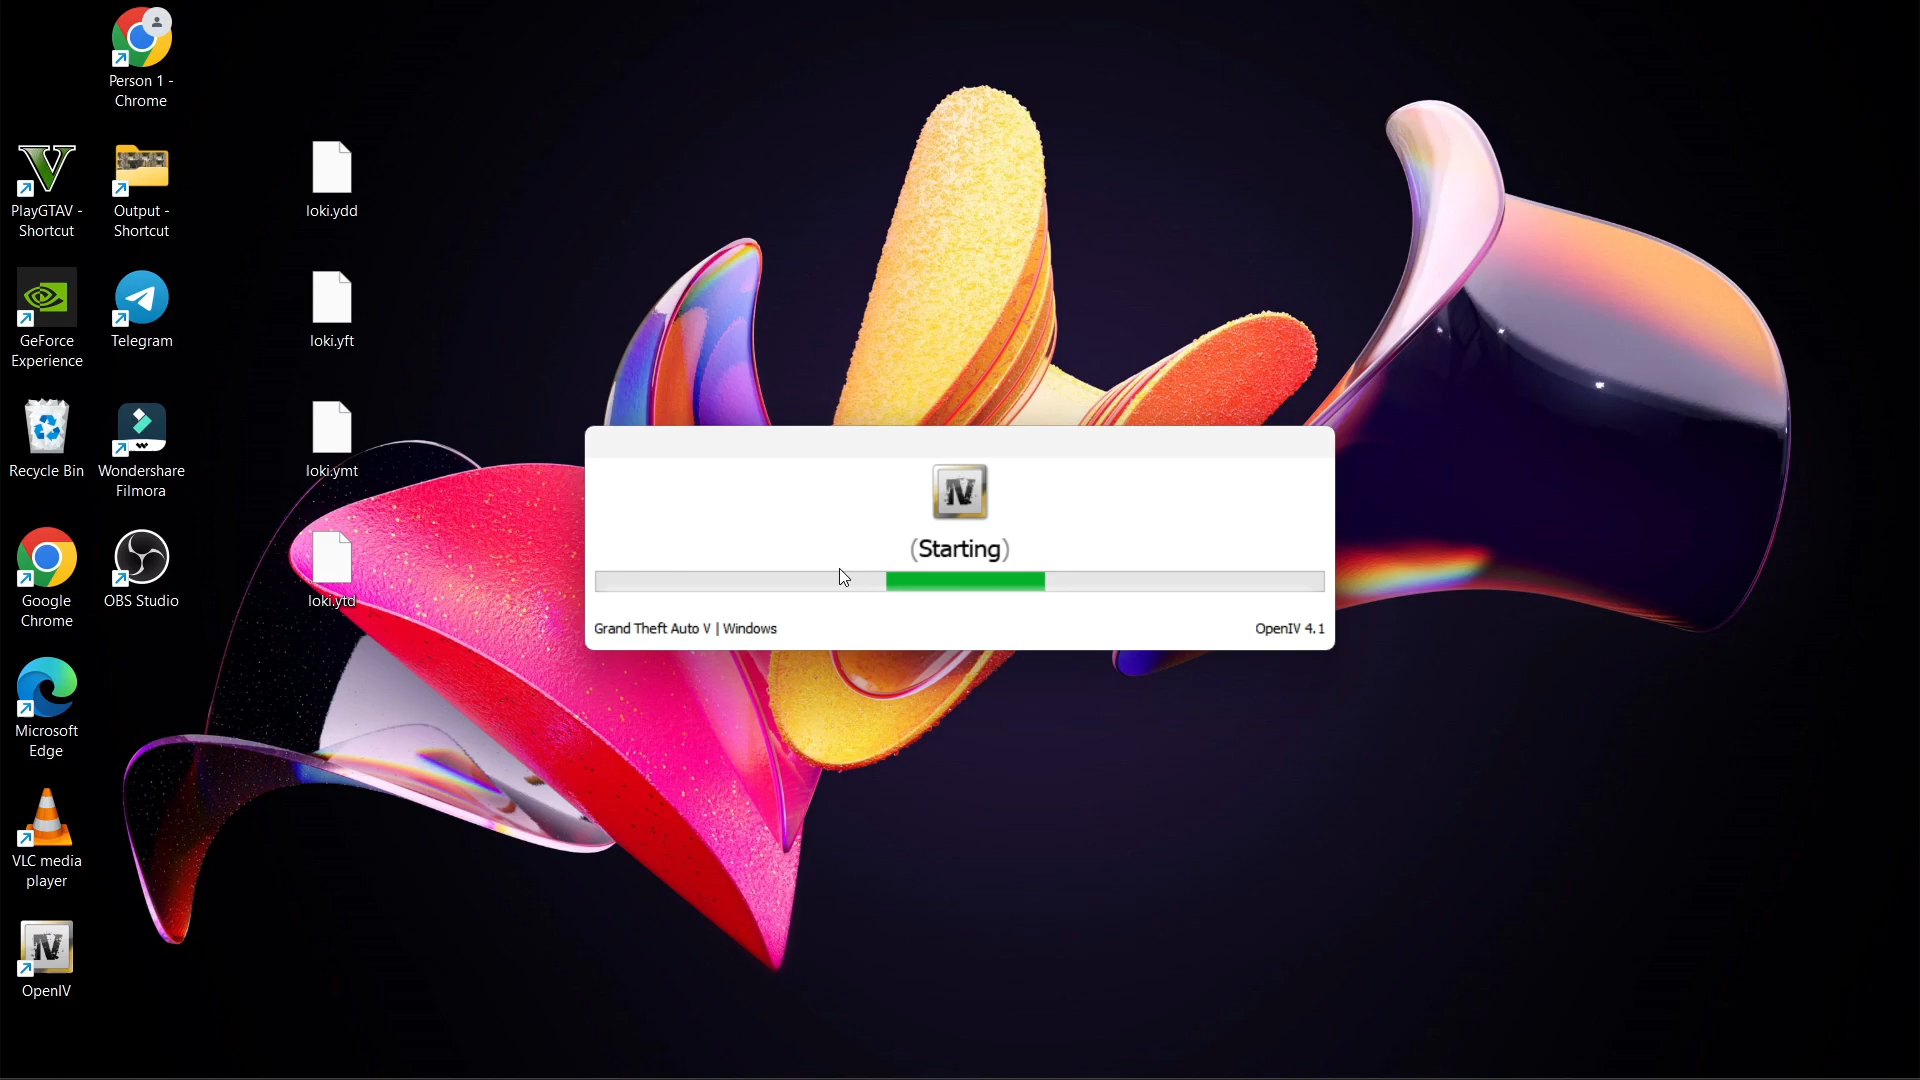 Person 1 -
Chrome
PlayGTAV -
Shortcut
Output -
Shortcut
loki.ydd
GeForce
Experience
Telegram
loki.yft
Recycle Bin
Wondershare
Filmora
loki.ymt
Google
Chrome
OBS Studio
loki.ytd
Microsoft
Edge
VLC media
player
OpenIV
IV
(Starting)
Grand Theft Auto V | Windows
OpenIV 4.1